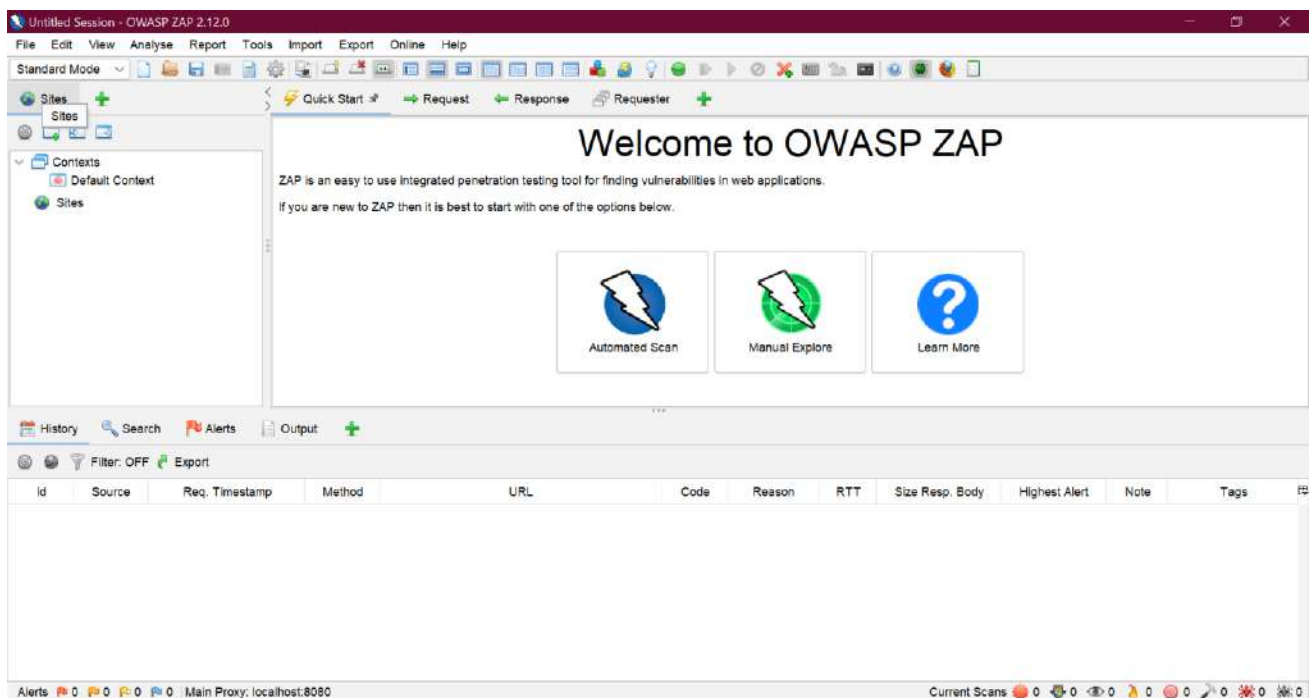 Untitled Session - OWASP ZAP 2.12.0
File Edit View Analyse Report Tools Import Export Online Help
Standard Mode
Sites
Quick Start
Request
Response
Requester
Sites
Contexts
Default Context
Sites
Welcome to OWASP ZAP
ZAP is an easy to use integrated penetration testing tool for finding vulnerabilities in web applications.
If you are new to ZAP then it is best to start with one of the options below.
Automated Scan
Manual Explore
Learn More
History
Search
Alerts
Output
Filter: OFF Export
Id Source Req. Timestamp Method URL Code Reason RTT Size Resp. Body Highest Alert Note Tags
Alerts 0 0 0 0 Main Proxy: localhost:8080 Current Scans 0 0 0 0 0 0 0 0